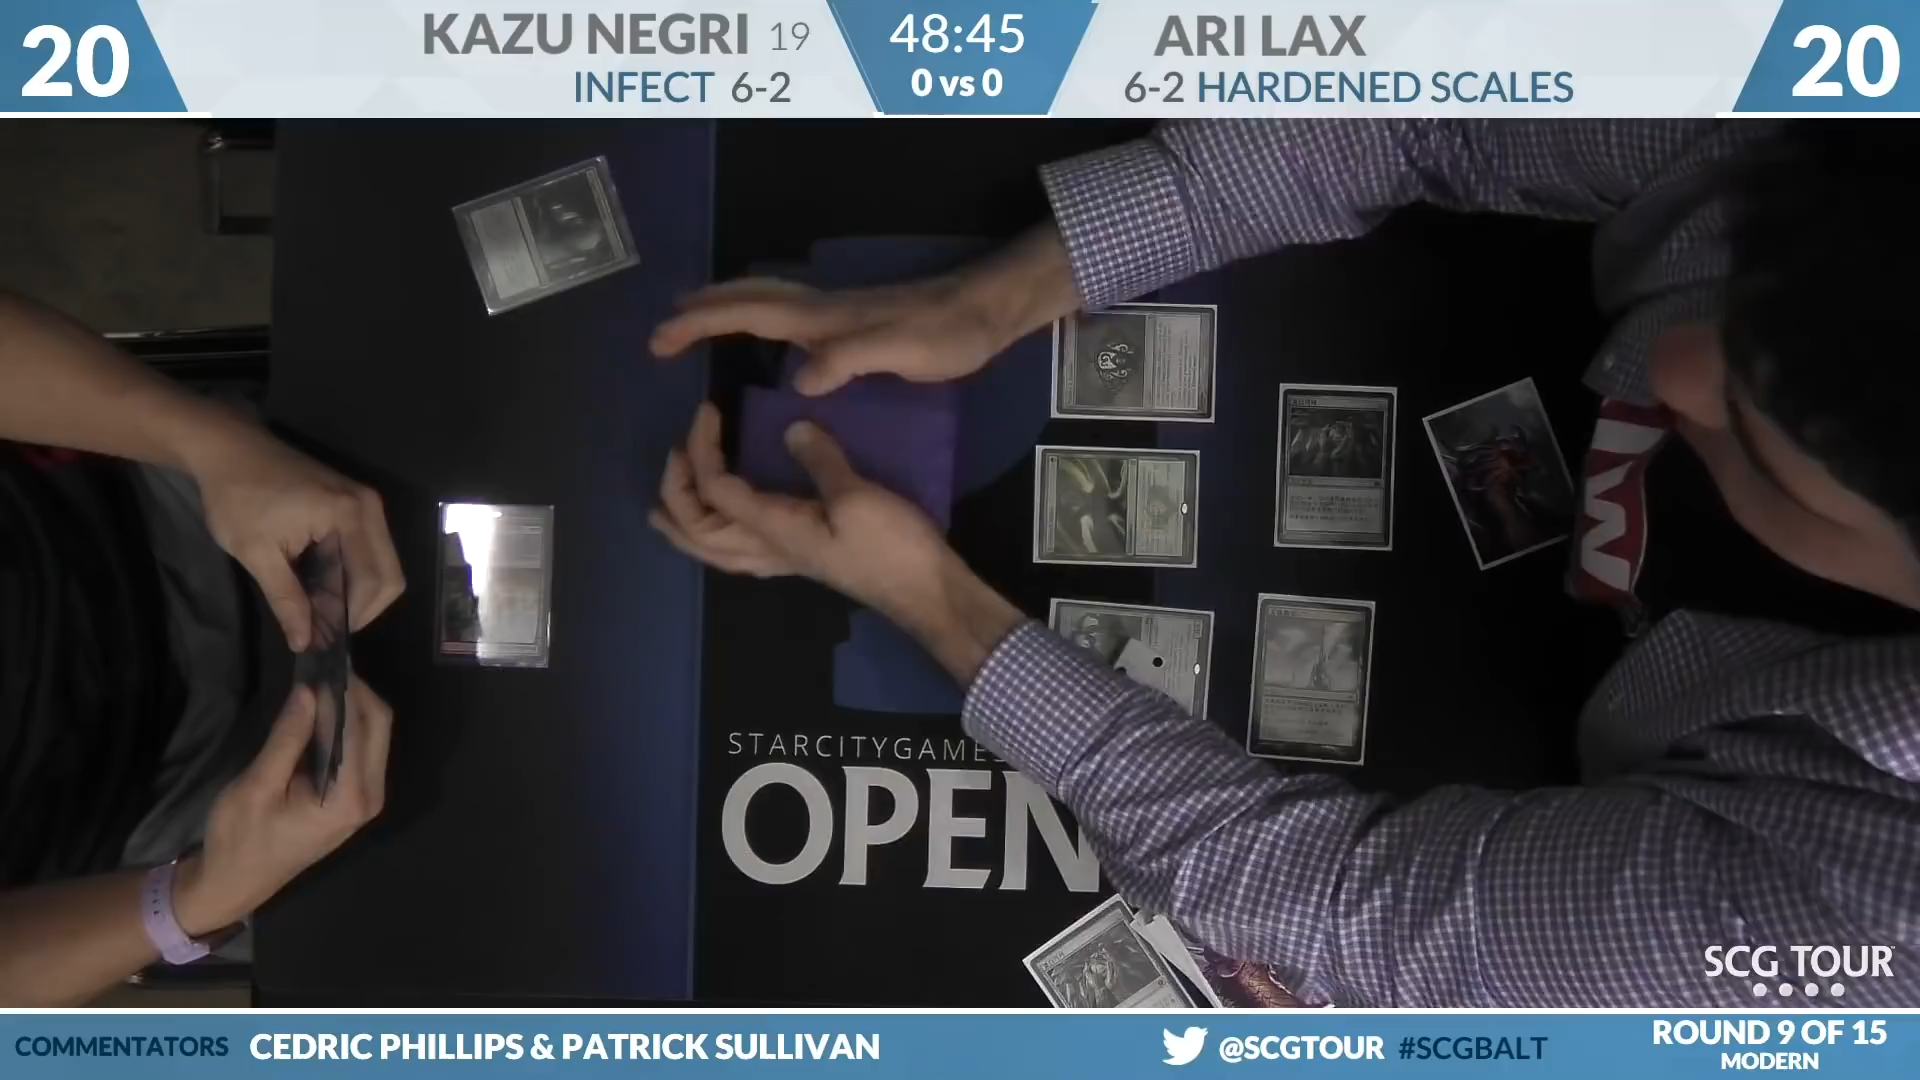 20
KAZU NEGRI 19
INFECT 6-2
48:45
0 vs 0
ARI LAX
6-2 HARDENED SCALES
20
STARCITYGAMES
OPEN
SCG TOUR
COMMENTATORS CEDRIC PHILLIPS & PATRICK SULLIVAN
@SCGTOUR #SCGBALT
ROUND 9 OF 15
MODERN